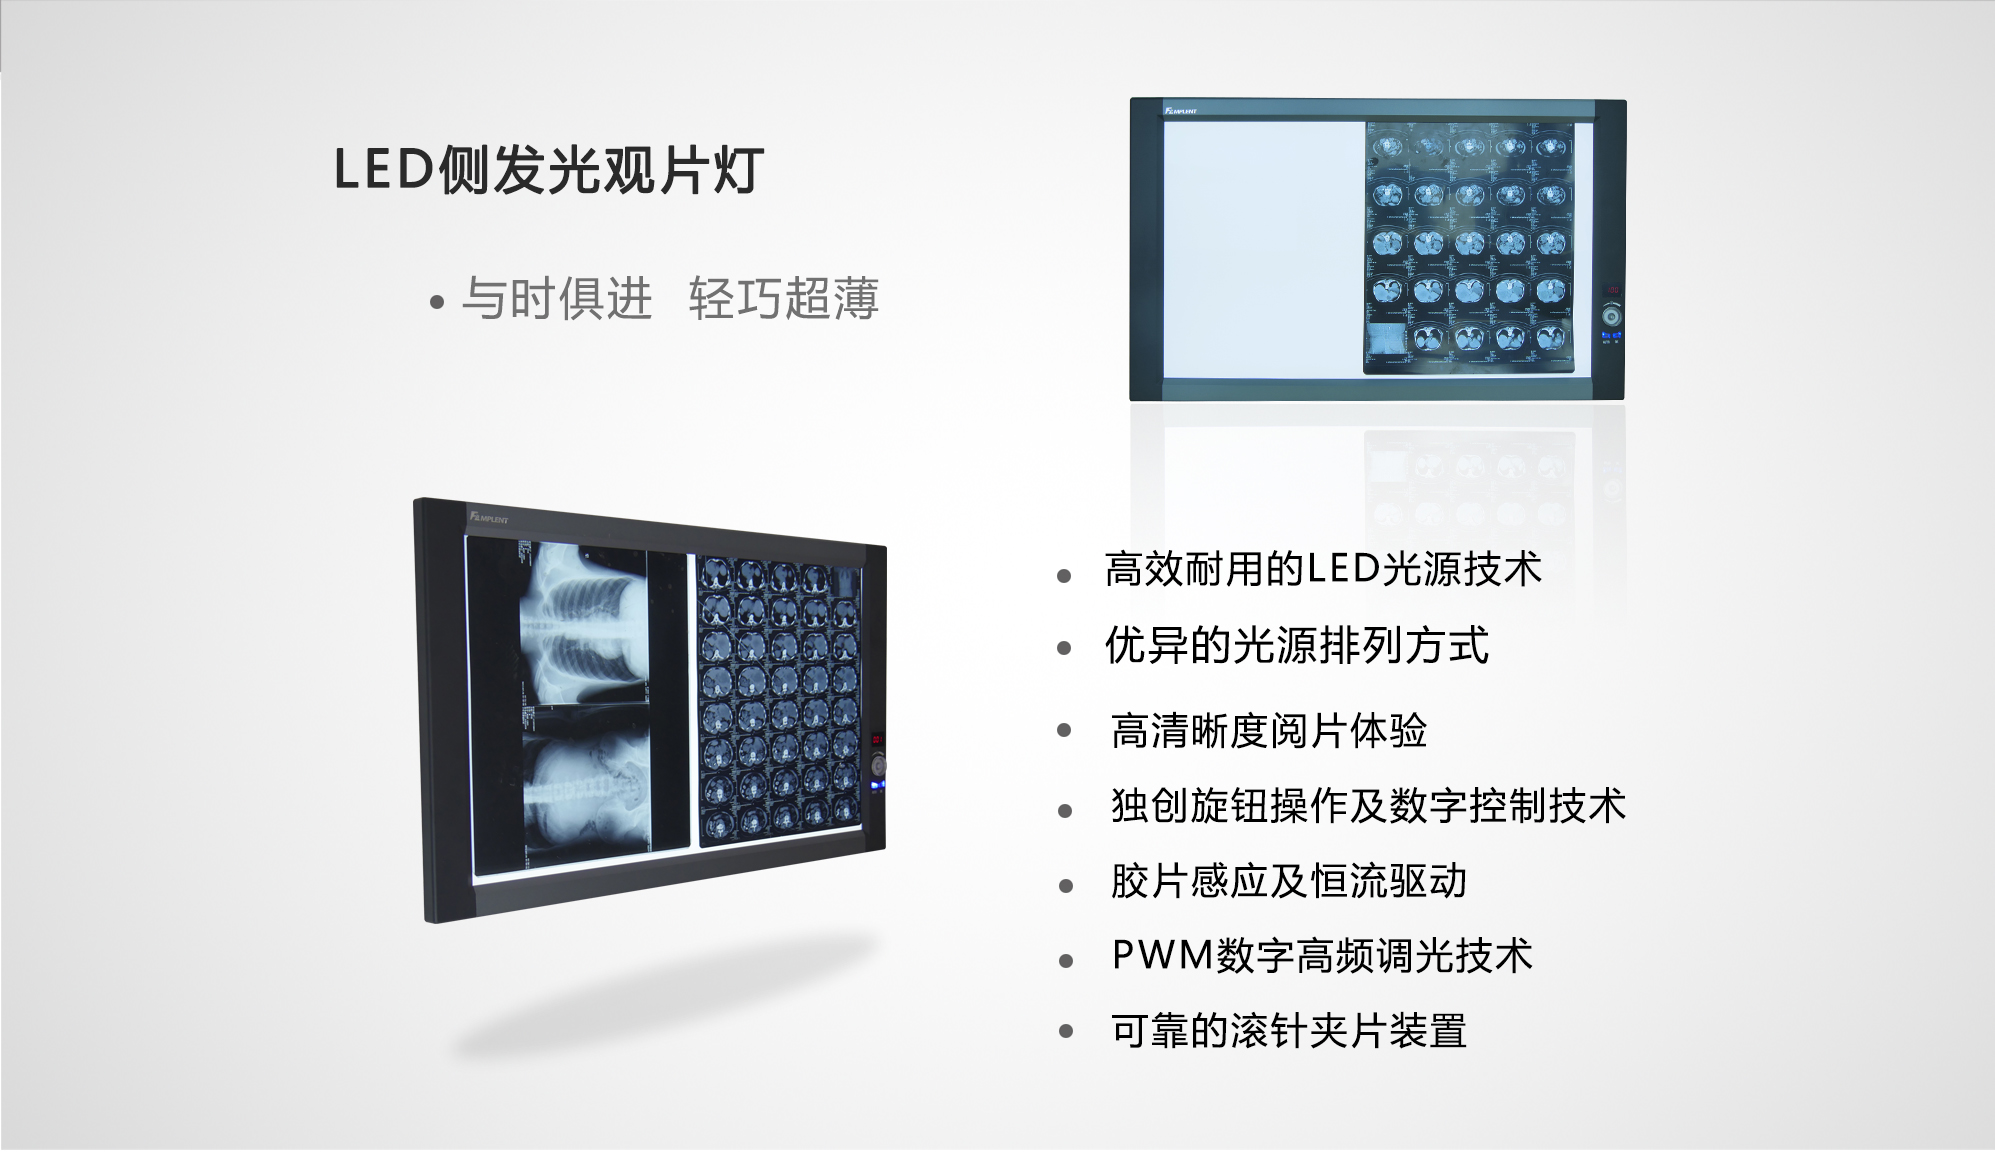 LED侧发光观片灯
• 与时俱进 轻巧超薄
FAMPLENT
FAMPLENT
• 高效耐用的LED光源技术
• 优异的光源排列方式
• 高清晰度阅片体验
• 独创旋钮操作及数字控制技术
• 胶片感应及恒流驱动
• PWM数字高频调光技术
• 可靠的滚针夹片装置